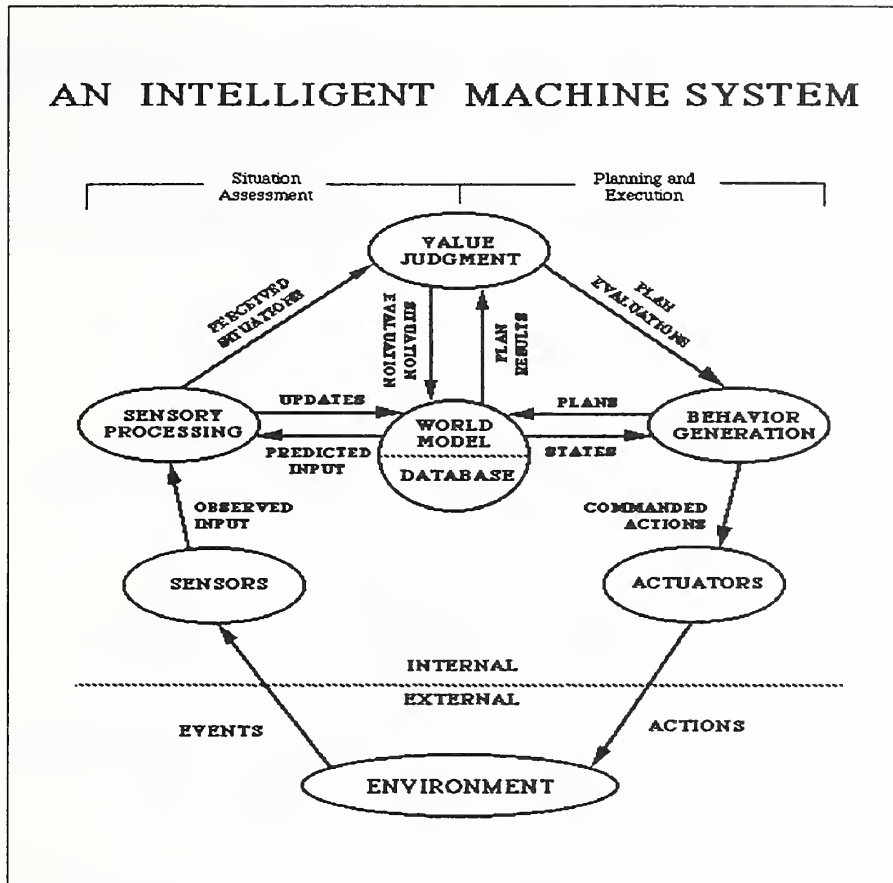 AN INTELLIGENT MACHINE SYSTEM
Situation
Assessment
Planning and
Execution
VALUE
JUDGMENT
PERCEIVED
SITUATIONS
SITUATION
EVALUATION
PLAN
RESULTS
PLAN
EVALUATIONS
SENSORY
PROCESSING
UPDATES
PREDICTED
INPUT
WORLD
MODEL
DATABASE
PLANS
STATES
BEHAVIOR
GENERATION
OBSERVED
INPUT
COMMANDED
ACTIONS
SENSORS
ACTUATORS
INTERNAL
EXTERNAL
EVENTS
ACTIONS
ENVIRONMENT